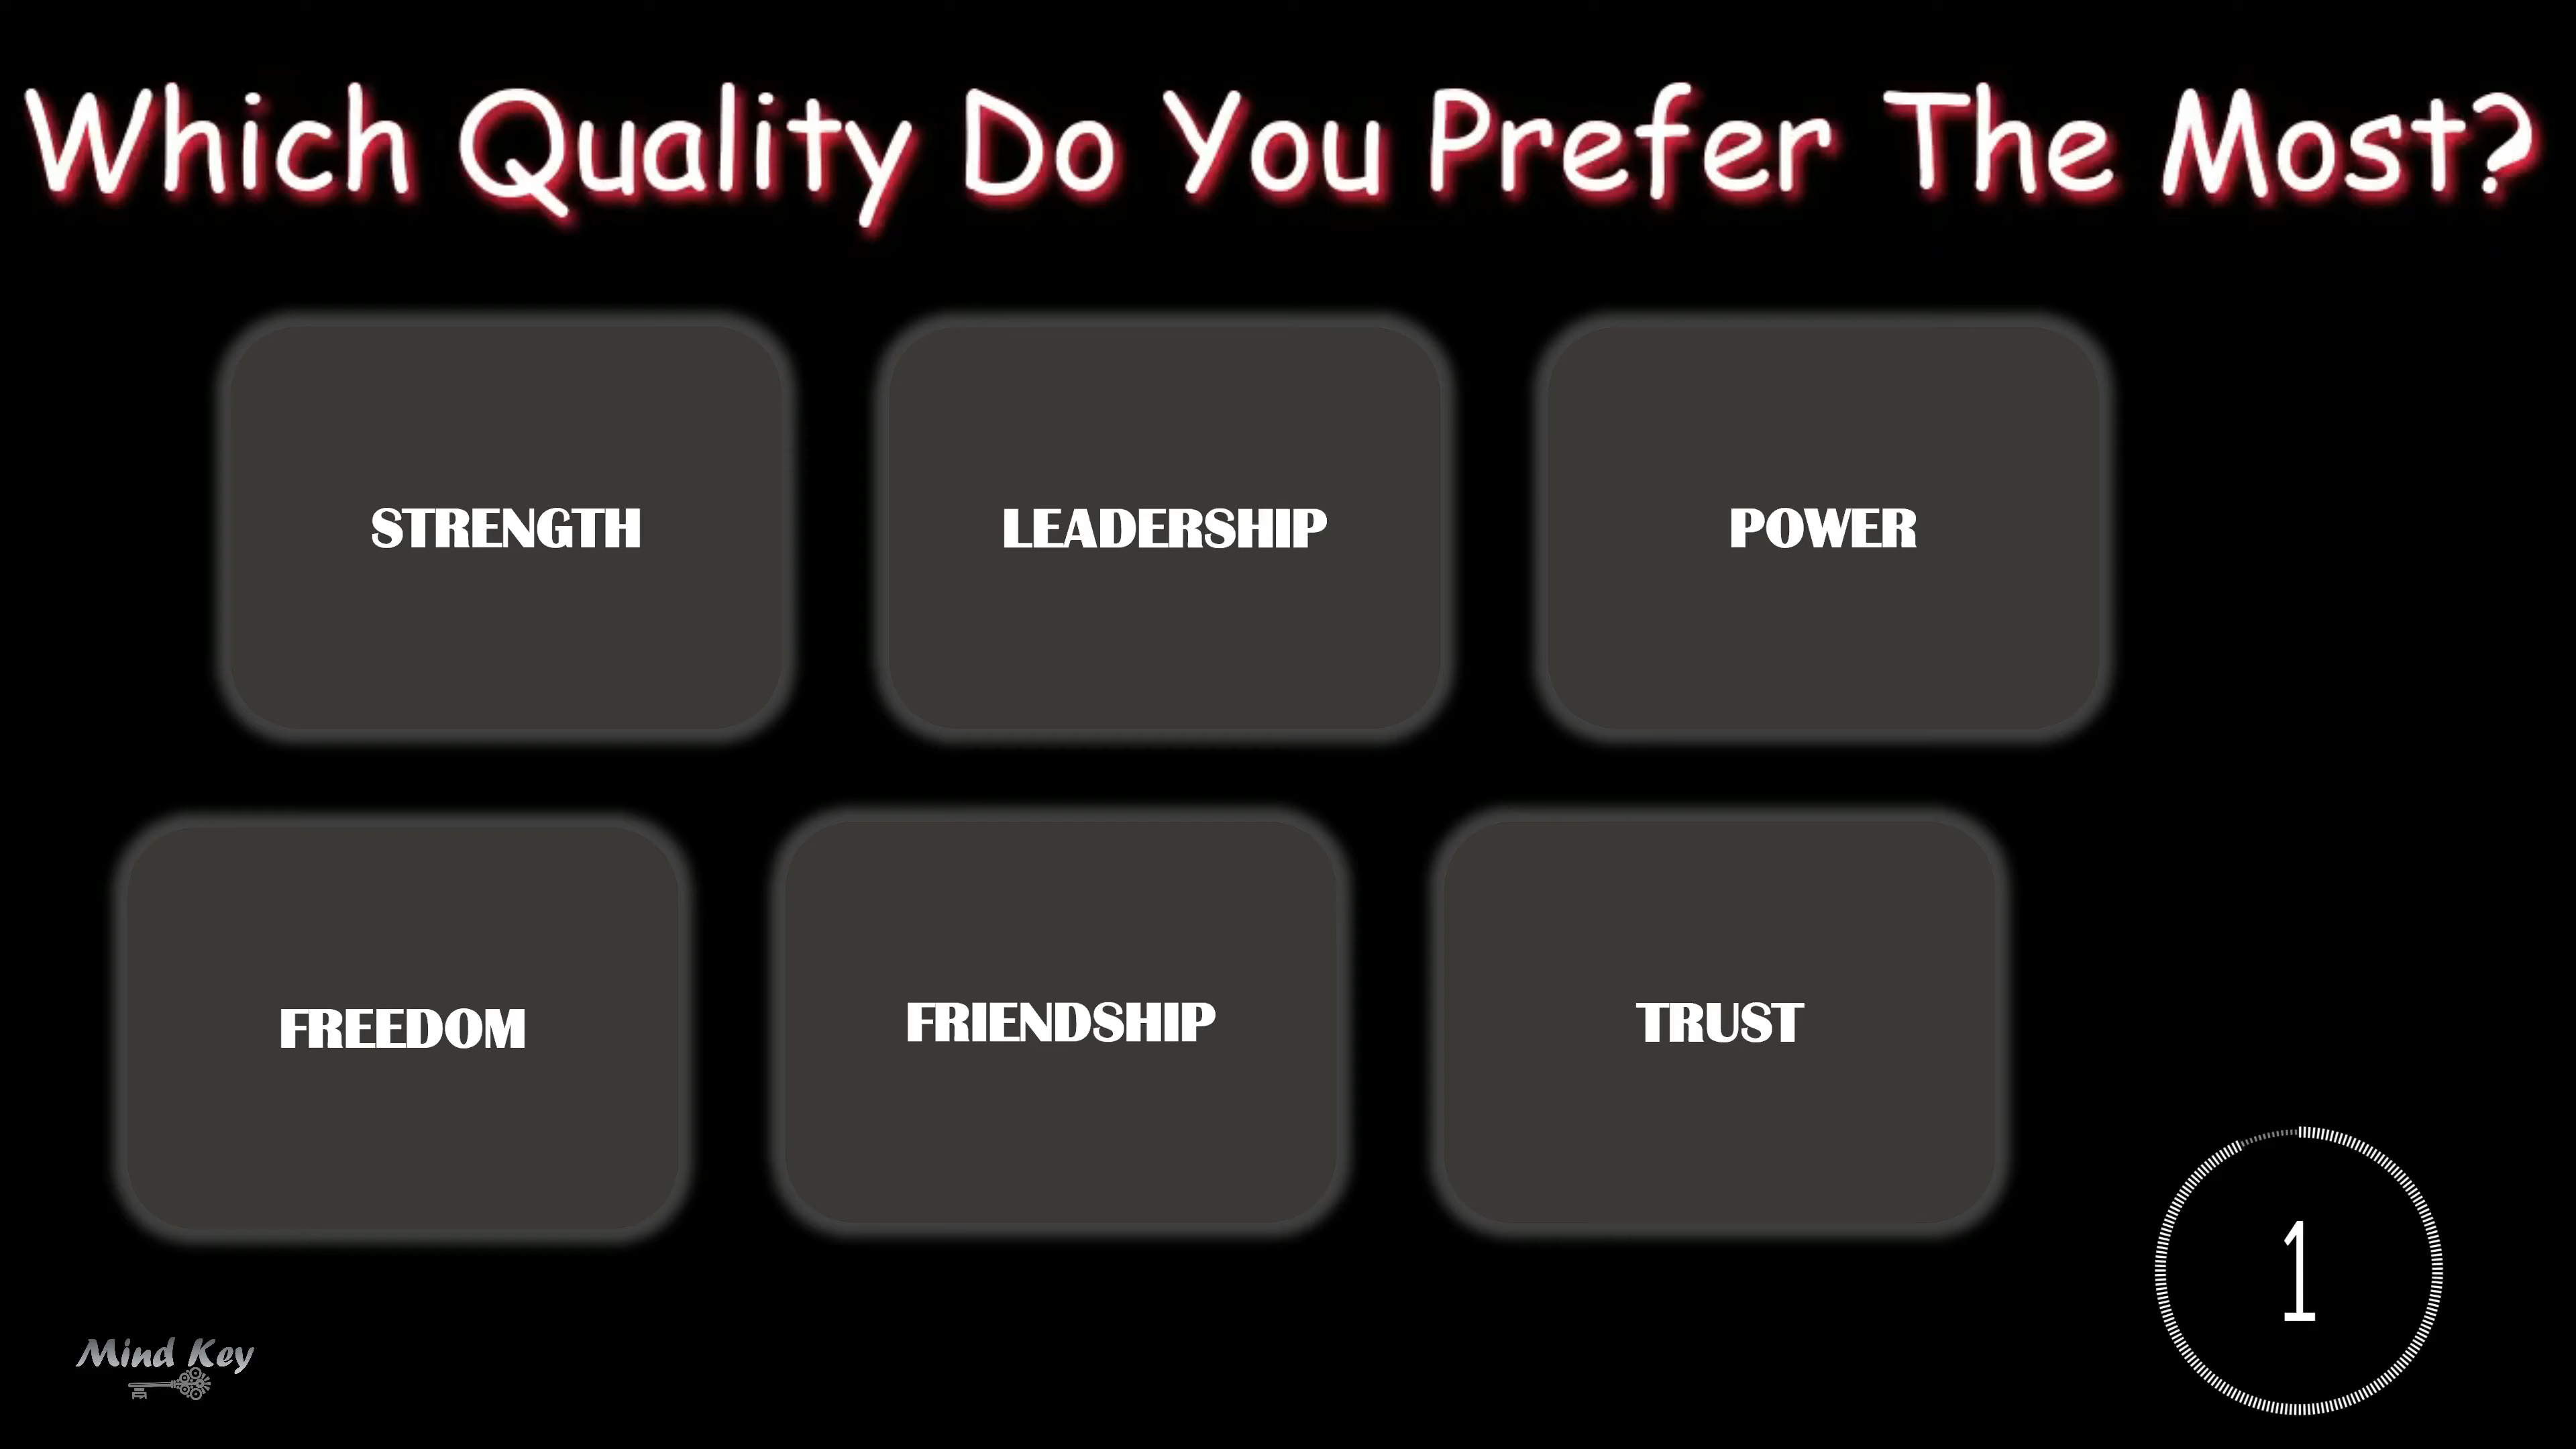 Which Quality Do You Prefer The Most?
STRENGTH
LEADERSHIP
POWER
FREEDOM
FRIENDSHIP
TRUST
1
Mind Key